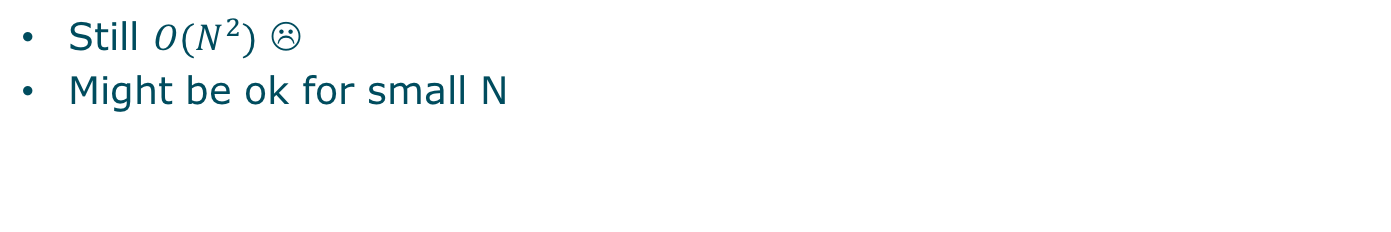 • Still O(N²) ☹
• Might be ok for small N